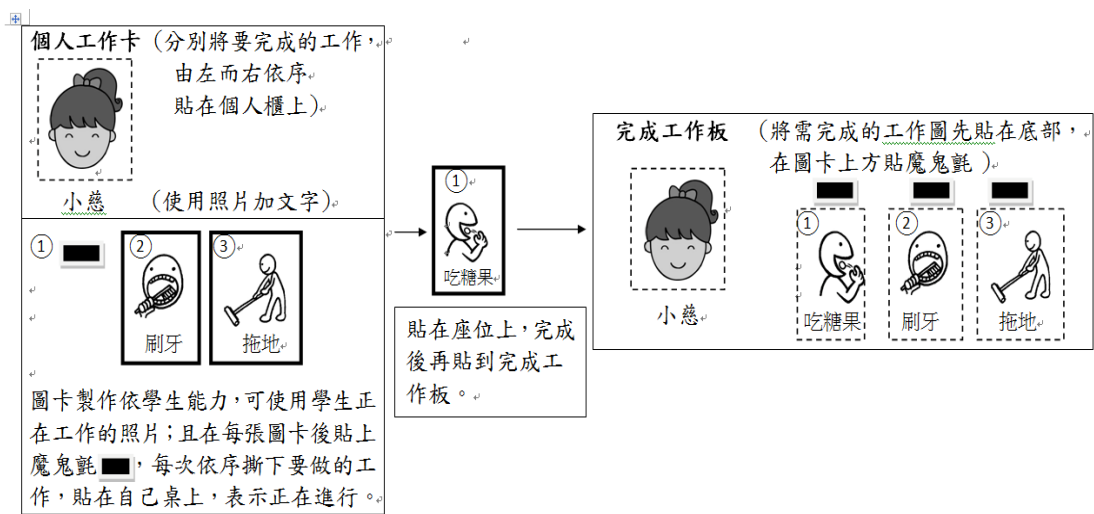 個人工作卡(分別將要完成的工作,
由左而右依序
貼在個人櫃上)
小慈 (使用照片加文字)
① ② ③
刷牙 拖地
圖卡製作依學生能力,可使用學生正
在工作的照片;且在每張圖卡後貼上
魔鬼氈,每次依序撕下要做的工
作,貼在自己桌上,表示正在進行。
①
吃糖果
貼在座位上,完成
後再貼到完成工
作板。
完成工作板 (將需完成的工作圖先貼在底部,
在圖卡上方貼魔鬼氈)
小慈
① ② ③
吃糖果 刷牙 拖地